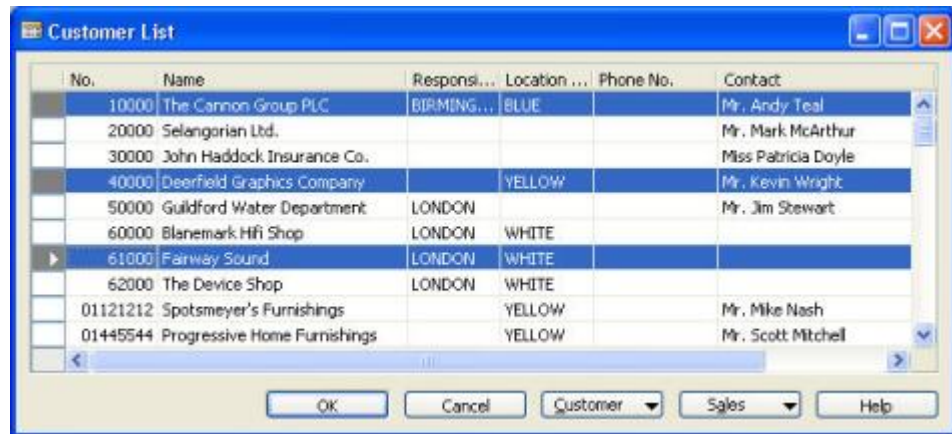 Customer List
No. Name Responsi... Location ... Phone No. Contact
10000 The Cannon Group PLC BIRMING... BLUE Mr. Andy Teal
20000 Selangorian Ltd. Mr. Mark McArthur
30000 John Haddock Insurance Co. Miss Patricia Doyle
40000 Deerfield Graphics Company YELLOW Mr. Kevin Wright
50000 Guildford Water Department LONDON Mr. Jim Stewart
60000 Blanemark Hifi Shop LONDON WHITE
61000 Fairway Sound LONDON WHITE
62000 The Device Shop LONDON WHITE
01121212 Spotsmeyer's Furnishings YELLOW Mr. Mike Nash
01445544 Progressive Home Furnishings YELLOW Mr. Scott Mitchell
OK Cancel Customer Sales Help